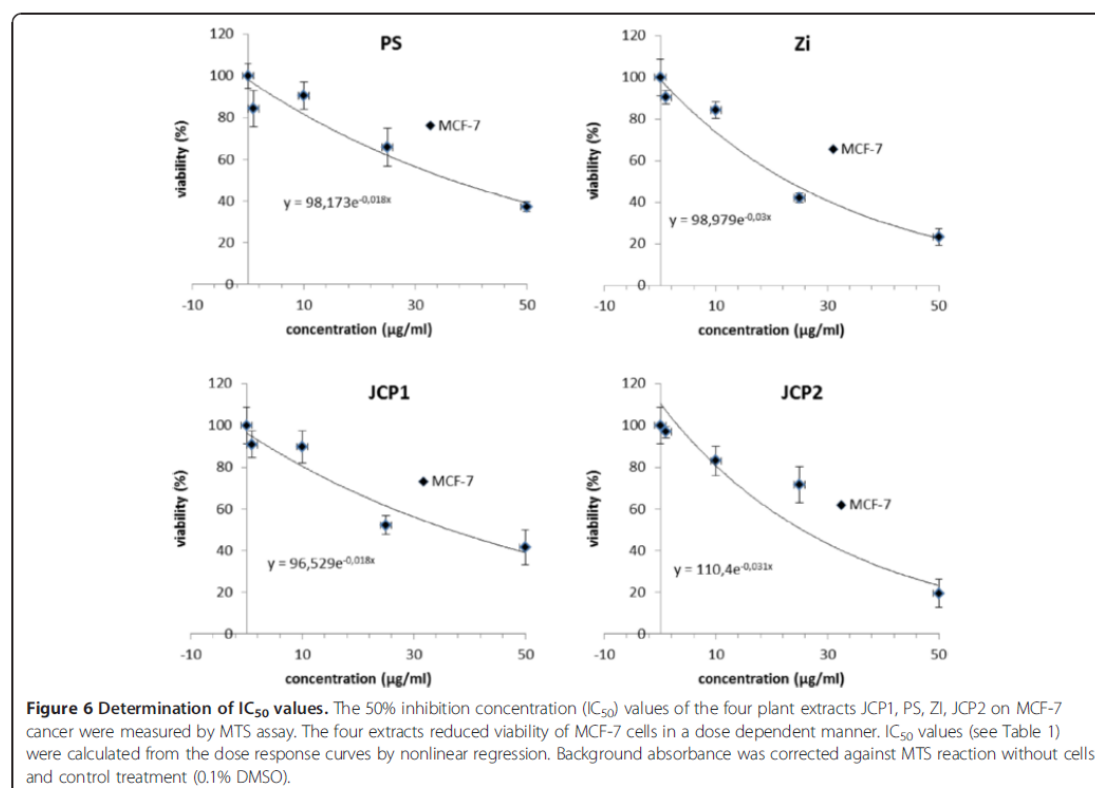 PS
120
100
80
60
40
20
0
-10 10 30 50
viability (%)
concentration (µg/ml)
MCF-7
y = 98,173e-0,018x
Zi
120
100
80
60
40
20
0
-10 10 30 50
viability (%)
concentration (µg/ml)
MCF-7
y = 98,979e-0,03x
JCP1
120
100
80
60
40
20
0
-10 10 30 50
viability (%)
concentration (µg/ml)
MCF-7
y = 96,529e-0,018x
JCP2
120
100
80
60
40
20
0
-10 10 30 50
viability (%)
concentration (µg/ml)
MCF-7
y = 110,4e-0,031x
Figure 6 Determination of IC50 values. The 50% inhibition concentration (IC50) values of the four plant extracts JCP1, PS, ZI, JCP2 on MCF-7
cancer were measured by MTS assay. The four extracts reduced viability of MCF-7 cells in a dose dependent manner. IC50 values (see Table 1)
were calculated from the dose response curves by nonlinear regression. Background absorbance was corrected against MTS reaction without cells
and control treatment (0.1% DMSO).